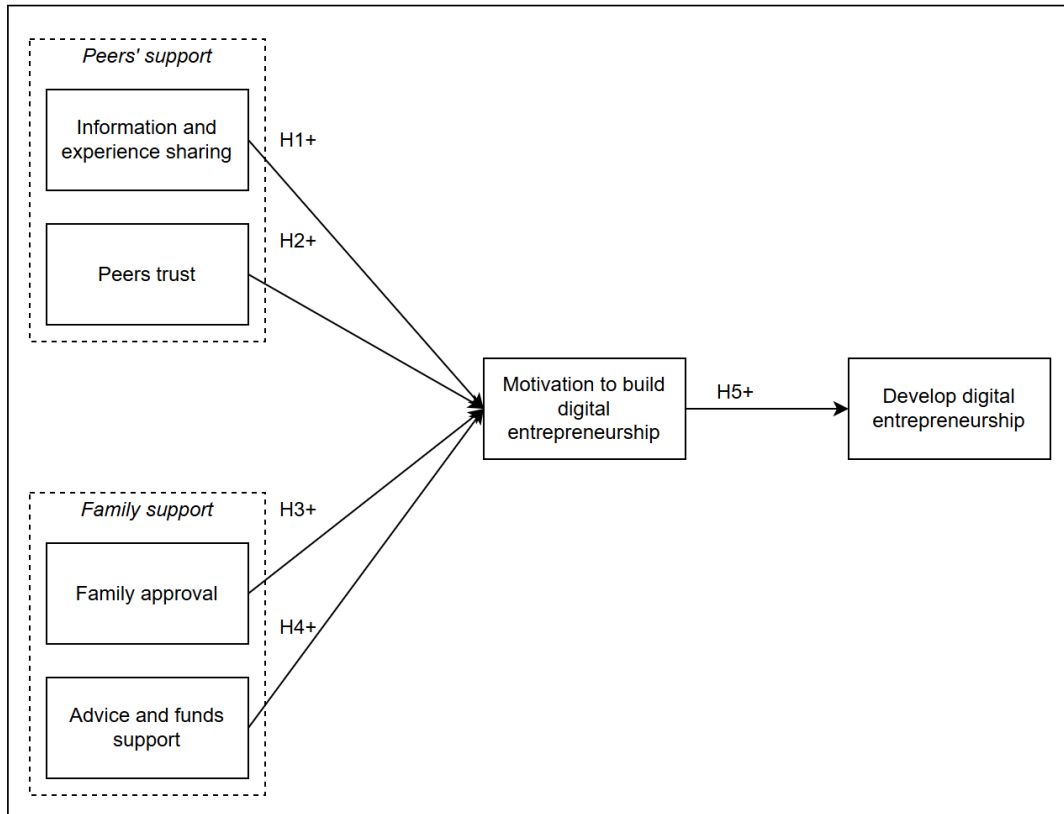 Peers' support
Information and
experience sharing
H1+
H2+
Peers trust
Motivation to build
digital
entrepreneurship
H5+
Develop digital
entrepreneurship
Family support
H3+
Family approval
H4+
Advice and funds
support